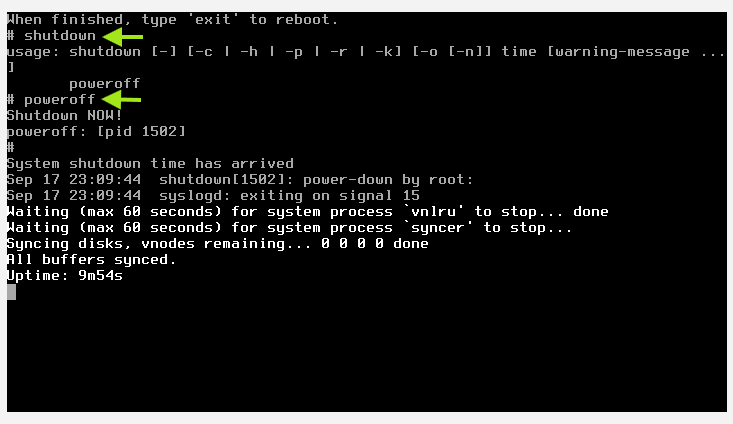 When finished, type 'exit' to reboot.
# shutdown
usage: shutdown [-] [-c | -h | -p | -r | -k] [-o [-n]] time [warning-message ...
]
poweroff
# poweroff
Shutdown NOW!
poweroff: [pid 1502]
#
System shutdown time has arrived
Sep 17 23:09:44  shutdown[1502]: power-down by root:
Sep 17 23:09:44  syslogd: exiting on signal 15
Waiting (max 60 seconds) for system process `vnlru' to stop... done
Waiting (max 60 seconds) for system process `syncer' to stop...
Syncing disks, vnodes remaining... 0 0 0 0 done
All buffers synced.
Uptime: 9m54s